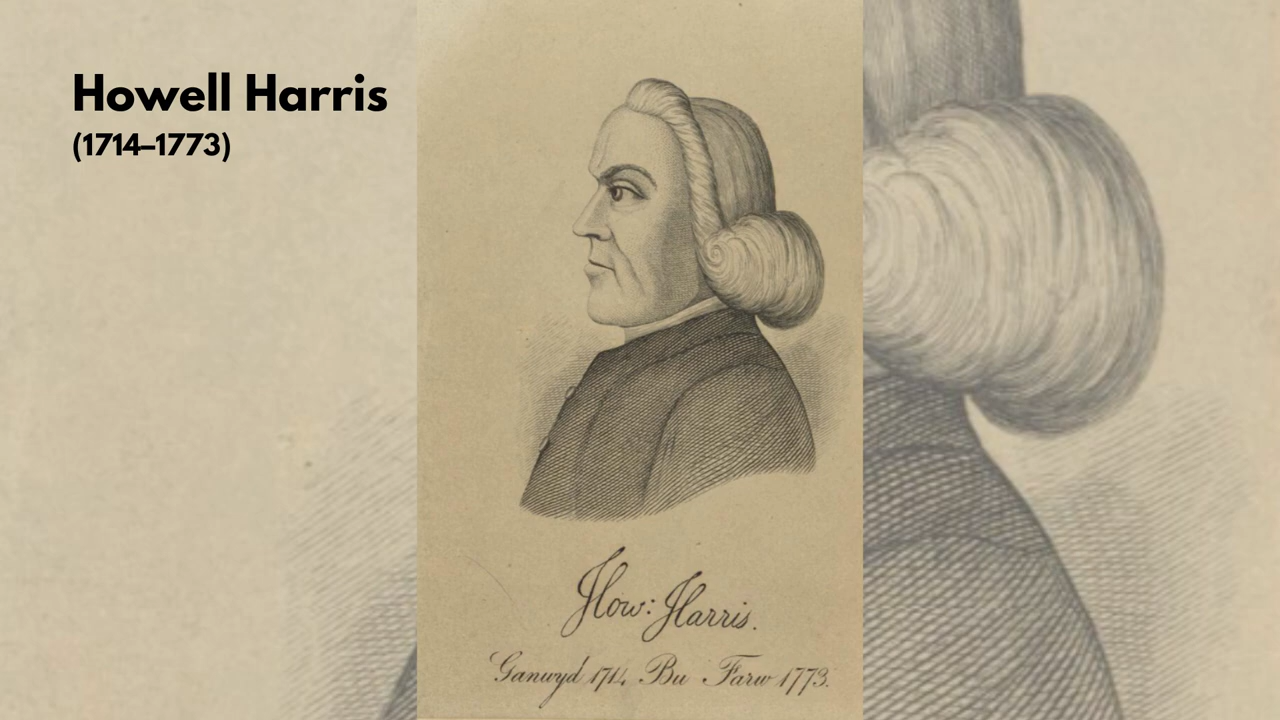 Howell Harris
(1714–1773)
How: Harris.
Ganwyd 1714, Bu Farw 1773.